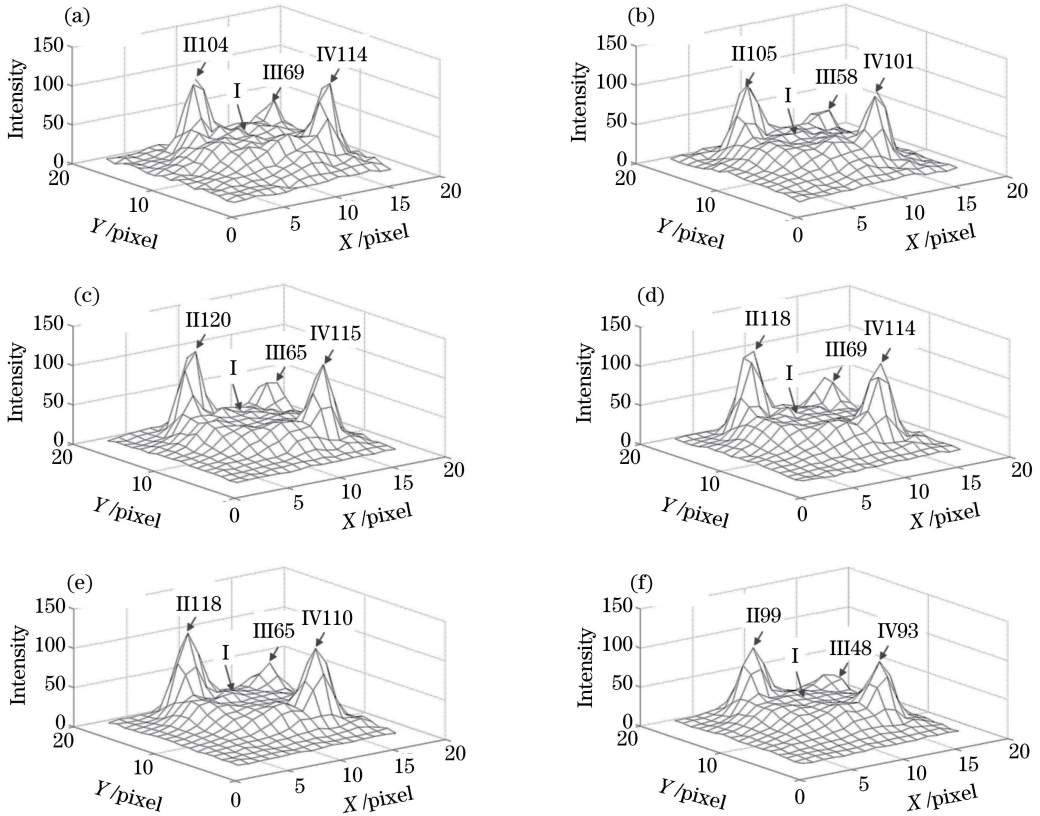 (a)
II104
III69
IV114
I
Intensity
150
100
50
0
20
10
0
5
10
15
20
Y/pixel
X/pixel
(b)
II105
III58
IV101
I
Intensity
150
100
50
0
20
10
0
5
10
15
20
Y/pixel
X/pixel
(c)
II120
III65
IV115
I
Intensity
150
100
50
0
20
10
0
5
10
15
20
Y/pixel
X/pixel
(d)
II118
III69
IV114
I
Intensity
150
100
50
0
20
10
0
5
10
15
20
Y/pixel
X/pixel
(e)
II118
III65
IV110
I
Intensity
150
100
50
0
20
10
0
5
10
15
20
Y/pixel
X/pixel
(f)
II99
III48
IV93
I
Intensity
150
100
50
0
20
10
0
5
10
15
20
Y/pixel
X/pixel